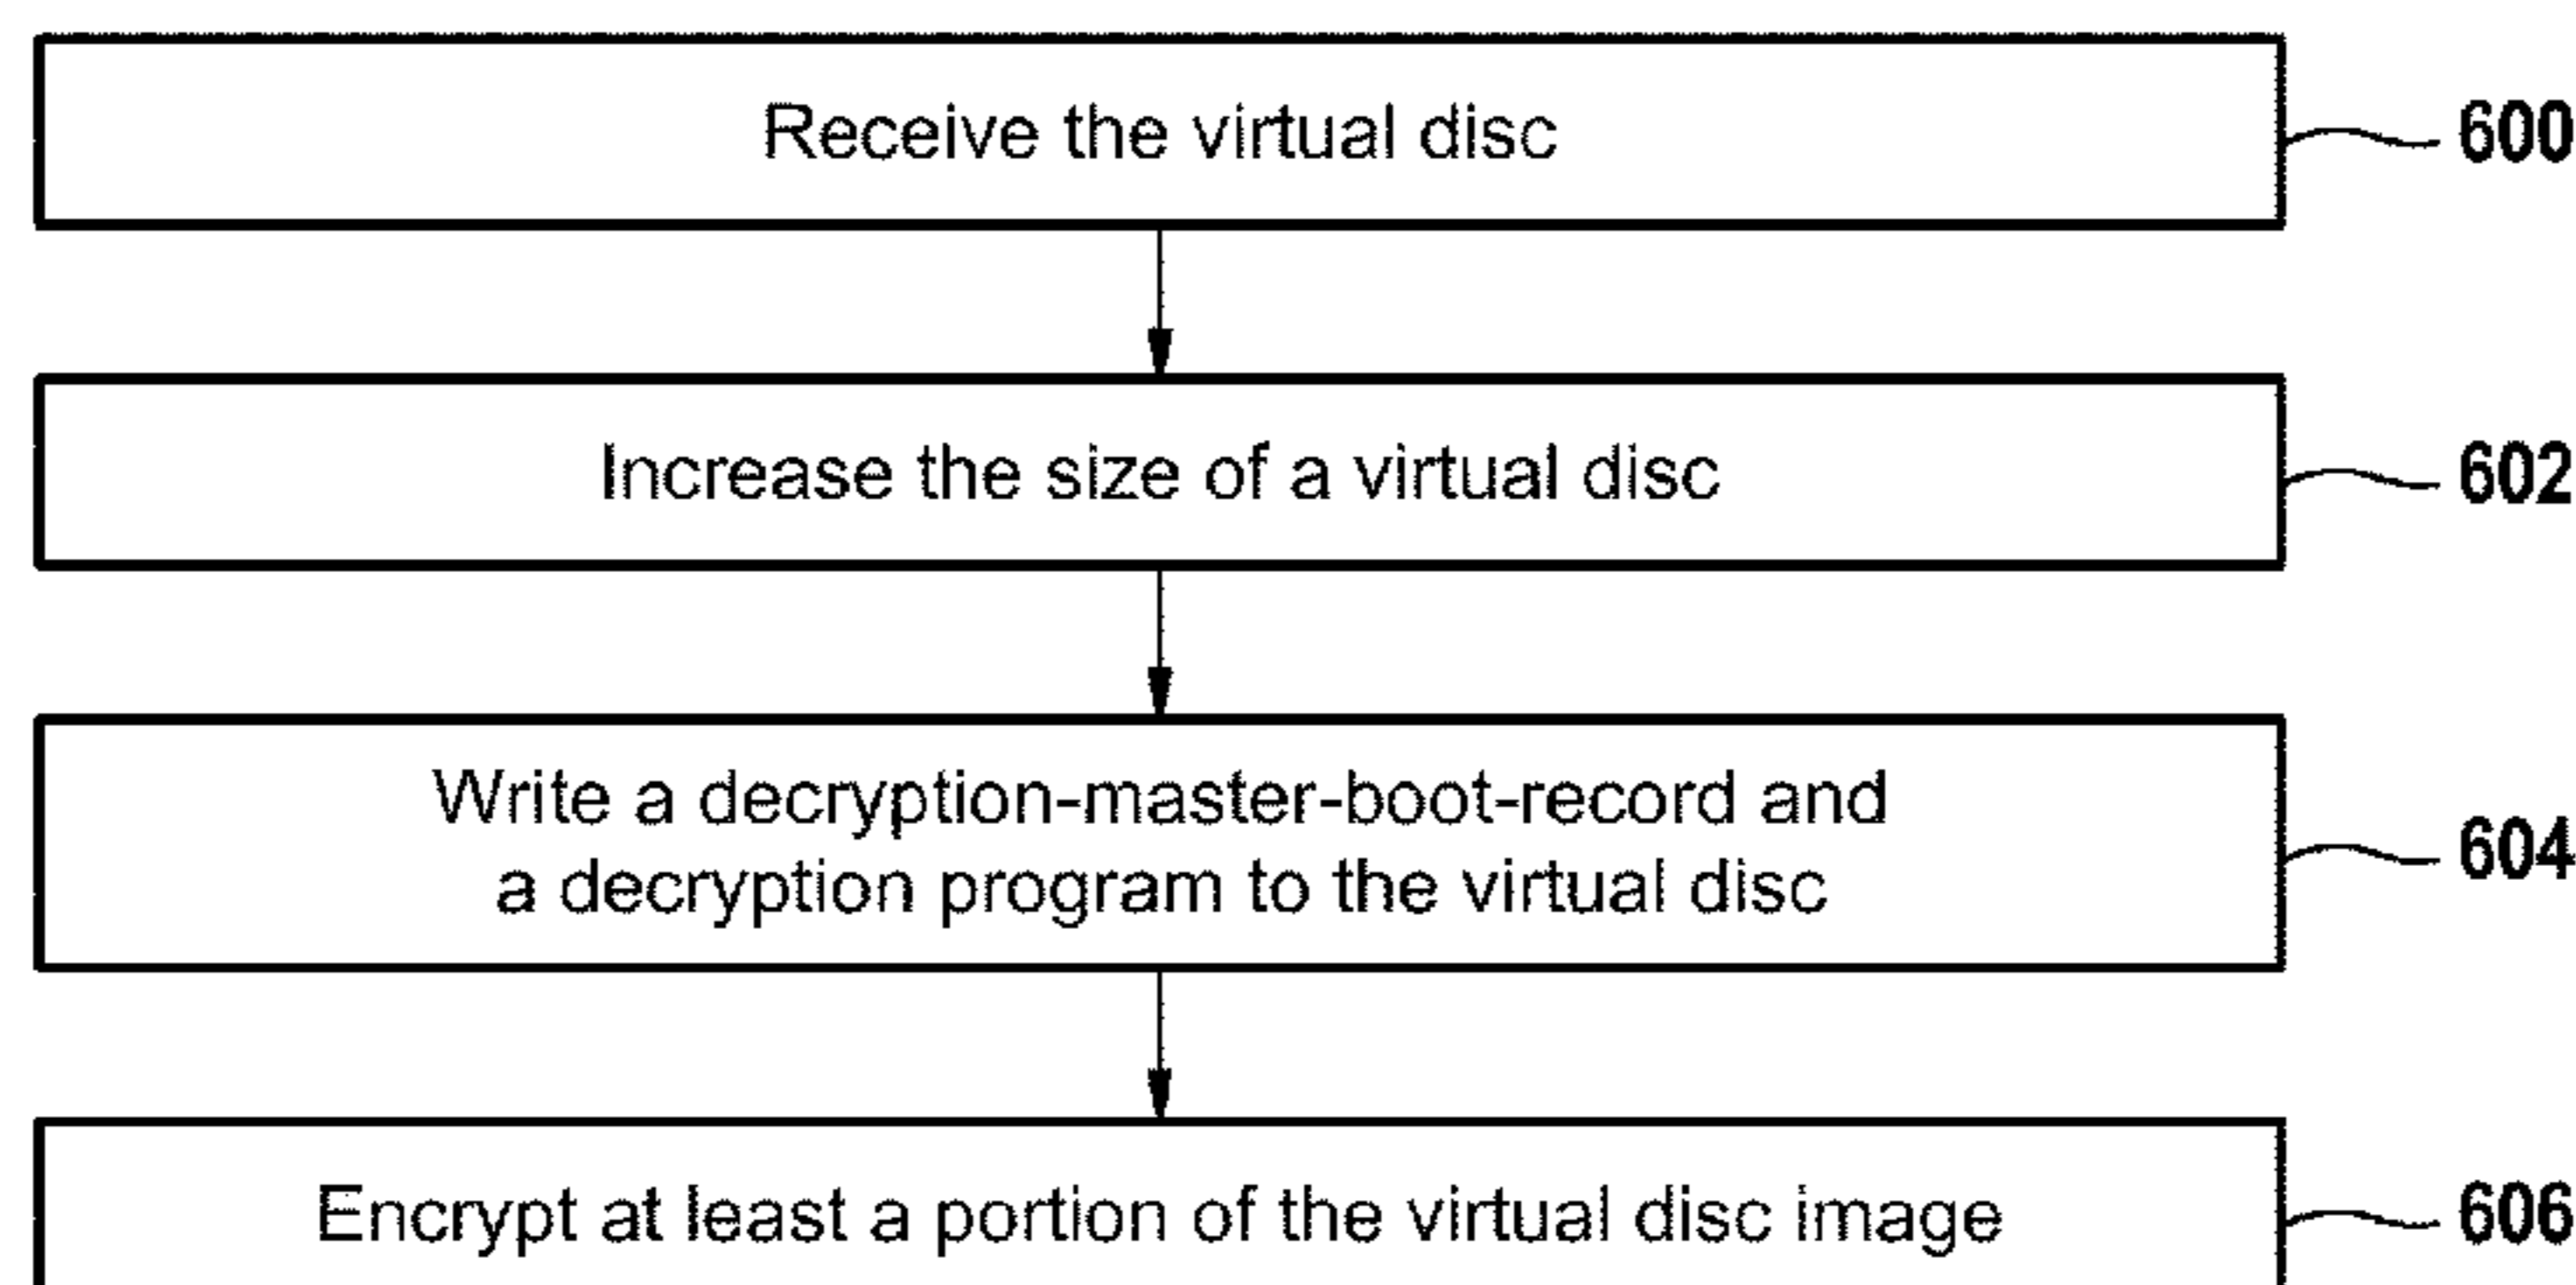 Receive the virtual disc
600
Increase the size of a virtual disc
602
Write a decryption-master-boot-record and
a decryption program to the virtual disc
604
Encrypt at least a portion of the virtual disc image
606